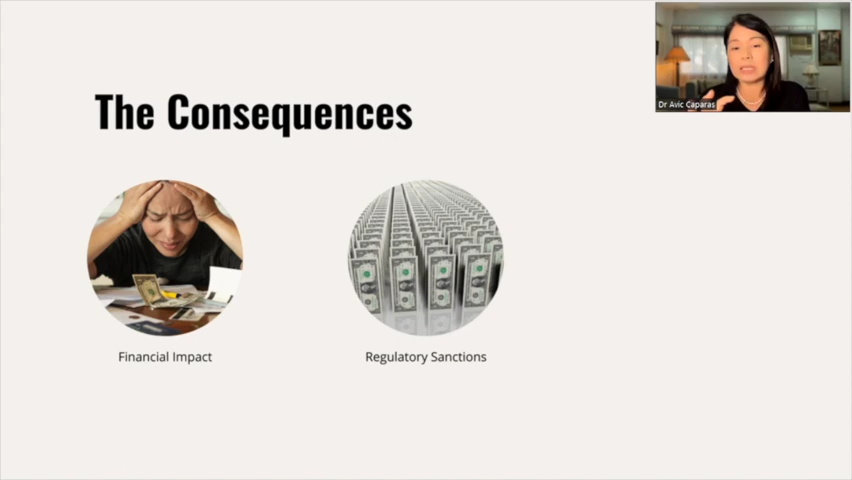 The Consequences
Dr Avic Caparas
Financial Impact
Regulatory Sanctions